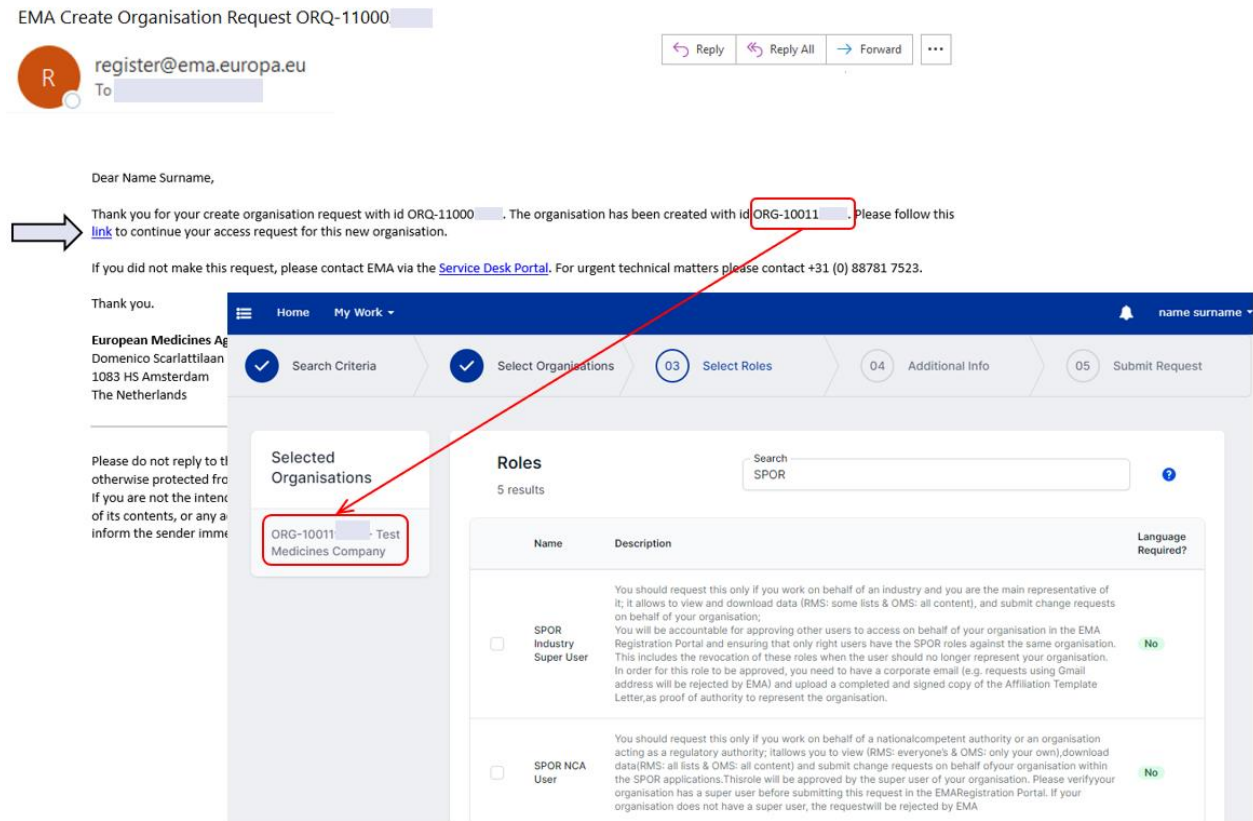 EMA Create Organisation Request ORQ-11000
Reply
Reply All
Forward
R
register@ema.europa.eu
To
Dear Name Surname,
Thank you for your create organisation request with id ORQ-11000 . The organisation has been created with id ORG-10011 . Please follow this
link to continue your access request for this new organisation.
If you did not make this request, please contact EMA via the Service Desk Portal. For urgent technical matters please contact +31 (0) 88781 7523.
Thank you.
European Medicines Ag
Domenico Scarlattilaan
1083 HS Amsterdam
The Netherlands
Please do not reply to th
otherwise protected fro
If you are not the intend
of its contents, or any a
inform the sender imme
Home
My Work
name surname
Search Criteria
Select Organisations
03 Select Roles
04 Additional Info
05 Submit Request
Selected
Organisations
ORG-10011 - Test
Medicines Company
Roles
5 results
Search
SPOR
?
Name
Description
Language
Required?
SPOR
Industry
Super User
You should request this only if you work on behalf of an industry and you are the main representative of
it; it allows to view and download data (RMS: some lists & OMS: all content), and submit change requests
on behalf of your organisation;
You will be accountable for approving other users to access on behalf of your organisation in the EMA
Registration Portal and ensuring that only right users have the SPOR roles against the same organisation.
This includes the revocation of these roles when the user should no longer represent your organisation.
In order for this role to be approved, you need to have a corporate email (e.g. requests using Gmail
address will be rejected by EMA) and upload a completed and signed copy of the Affiliation Template
Letter,as proof of authority to represent the organisation.
No
SPOR NCA
User
You should request this only if you work on behalf of a nationalcompetent authority or an organisation
acting as a regulatory authority; itallows you to view (RMS: everyone's & OMS: only your own),download
data(RMS: all lists & OMS: all content) and submit change requests on behalf ofyour organisation within
the SPOR applications.Thisrole will be approved by the super user of your organisation. Please verifyyour
organisation has a super user before submitting this request in the EMARegistration Portal. If your
organisation does not have a super user, the requestwill be rejected by EMA
No